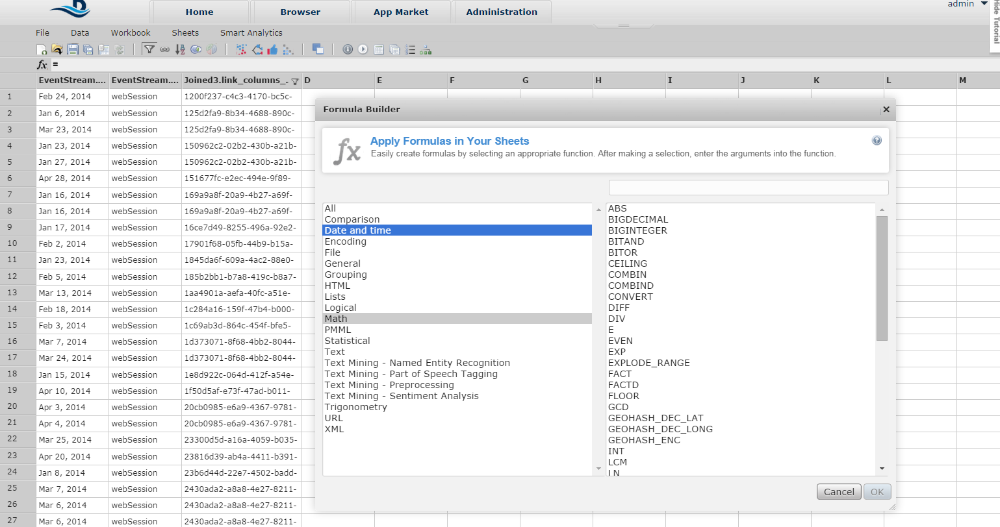 D
Home Browser App Market Administration
admin
Hide Tutorial
File Data Workbook Sheets Smart Analytics
fx =
EventStream.... EventStream.... Joined3.link_columns_.. D E F G H I J K L M
1 Feb 24, 2014 webSession 1200f237-c4c3-4170-bc5c-
2 Jan 6, 2014 webSession 125d2fa9-8b34-4688-890c-
3 Mar 23, 2014 webSession 125d2fa9-8b34-4688-890c-
4 Jan 23, 2014 webSession 150962c2-02b2-430b-a21b-
5 Jan 27, 2014 webSession 150962c2-02b2-430b-a21b-
6 Apr 28, 2014 webSession 151677fc-e2ec-494e-9f89-
7 Jan 16, 2014 webSession 169a9a8f-20a9-4b27-a69f-
8 Jan 16, 2014 webSession 169a9a8f-20a9-4b27-a69f-
9 Jan 17, 2014 webSession 16ce7d49-8255-496a-92e2-
10 Feb 2, 2014 webSession 17901f68-05fb-44b9-b15a-
11 Jan 23, 2014 webSession 1845da6f-609a-4ac2-88e0-
12 Feb 5, 2014 webSession 185b2bb1-b7a8-419c-b8a7-
13 Mar 13, 2014 webSession 1aa4901a-aefa-40fc-a51e-
14 Feb 18, 2014 webSession 1c284a16-159f-47b4-b000-
15 Feb 3, 2014 webSession 1c69ab3d-864c-454f-bfe5-
16 Mar 7, 2014 webSession 1d373071-8f68-4bb2-8044-
17 Mar 24, 2014 webSession 1d373071-8f68-4bb2-8044-
18 Jan 15, 2014 webSession 1e8d922c-064d-412f-a54e-
19 Apr 10, 2014 webSession 1f50d5af-e73f-47ad-b011-
20 Apr 3, 2014 webSession 20cb0985-e6a9-4367-9781-
21 Apr 4, 2014 webSession 20cb0985-e6a9-4367-9781-
22 Mar 25, 2014 webSession 23300d5d-a16a-4059-b035-
23 Apr 20, 2014 webSession 23816d39-ab4a-4411-b391-
24 Jan 8, 2014 webSession 23b6d44d-22e7-4502-badd-
25 Mar 7, 2014 webSession 2430ada2-a8a8-4e27-8211-
26 Mar 6, 2014 webSession 2430ada2-a8a8-4e27-8211-
27 Mar 6, 2014 webSession 2430ada2-a8a8-4e27-8211-
Formula Builder
fx
Apply Formulas in Your Sheets
Easily create formulas by selecting an appropriate function. After making a selection, enter the arguments into the function.
All
Comparison
Date and time
Encoding
File
General
Grouping
HTML
Lists
Logical
Math
PMML
Statistical
Text
Text Mining - Named Entity Recognition
Text Mining - Part of Speech Tagging
Text Mining - Preprocessing
Text Mining - Sentiment Analysis
Trigonometry
URL
XML
ABS
BIGDECIMAL
BIGINTEGER
BITAND
BITOR
CEILING
COMBIN
COMBIND
CONVERT
DIFF
DIV
E
EVEN
EXP
EXPLODE_RANGE
FACT
FACTD
FLOOR
GCD
GEOHASH_DEC_LAT
GEOHASH_DEC_LONG
GEOHASH_ENC
INT
LCM
LN
Cancel OK